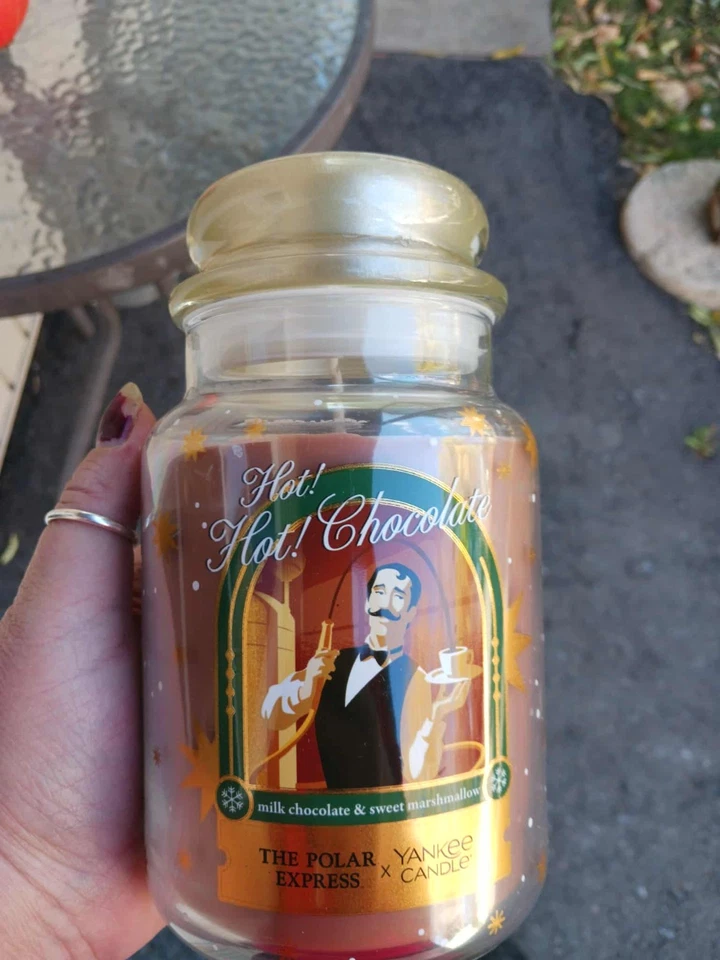 Hot!
Hot! Chocolate
milk chocolate & sweet marshmallow
THE POLAR EXPRESS
x
YANKEE CANDLE